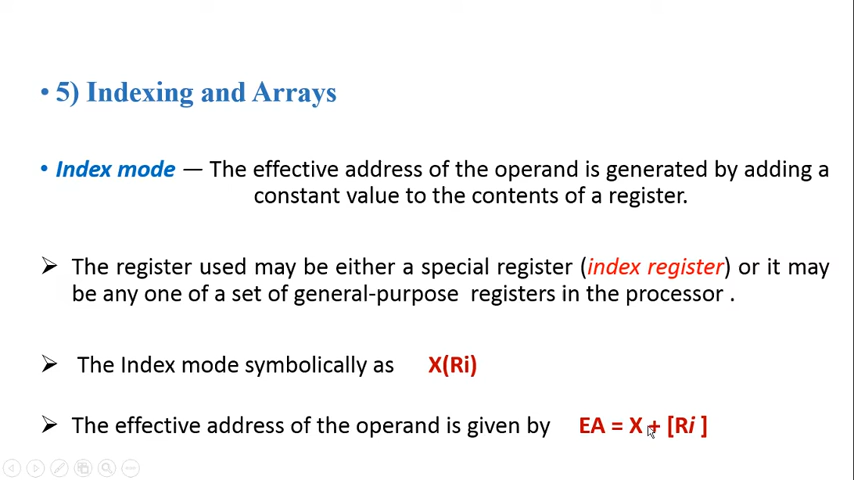 • 5) Indexing and Arrays
• Index mode — The effective address of the operand is generated by adding a
constant value to the contents of a register.
➢ The register used may be either a special register (index register) or it may
be any one of a set of general-purpose registers in the processor .
➢ The Index mode symbolically as X(Ri)
➢ The effective address of the operand is given by EA = X + [Ri ]